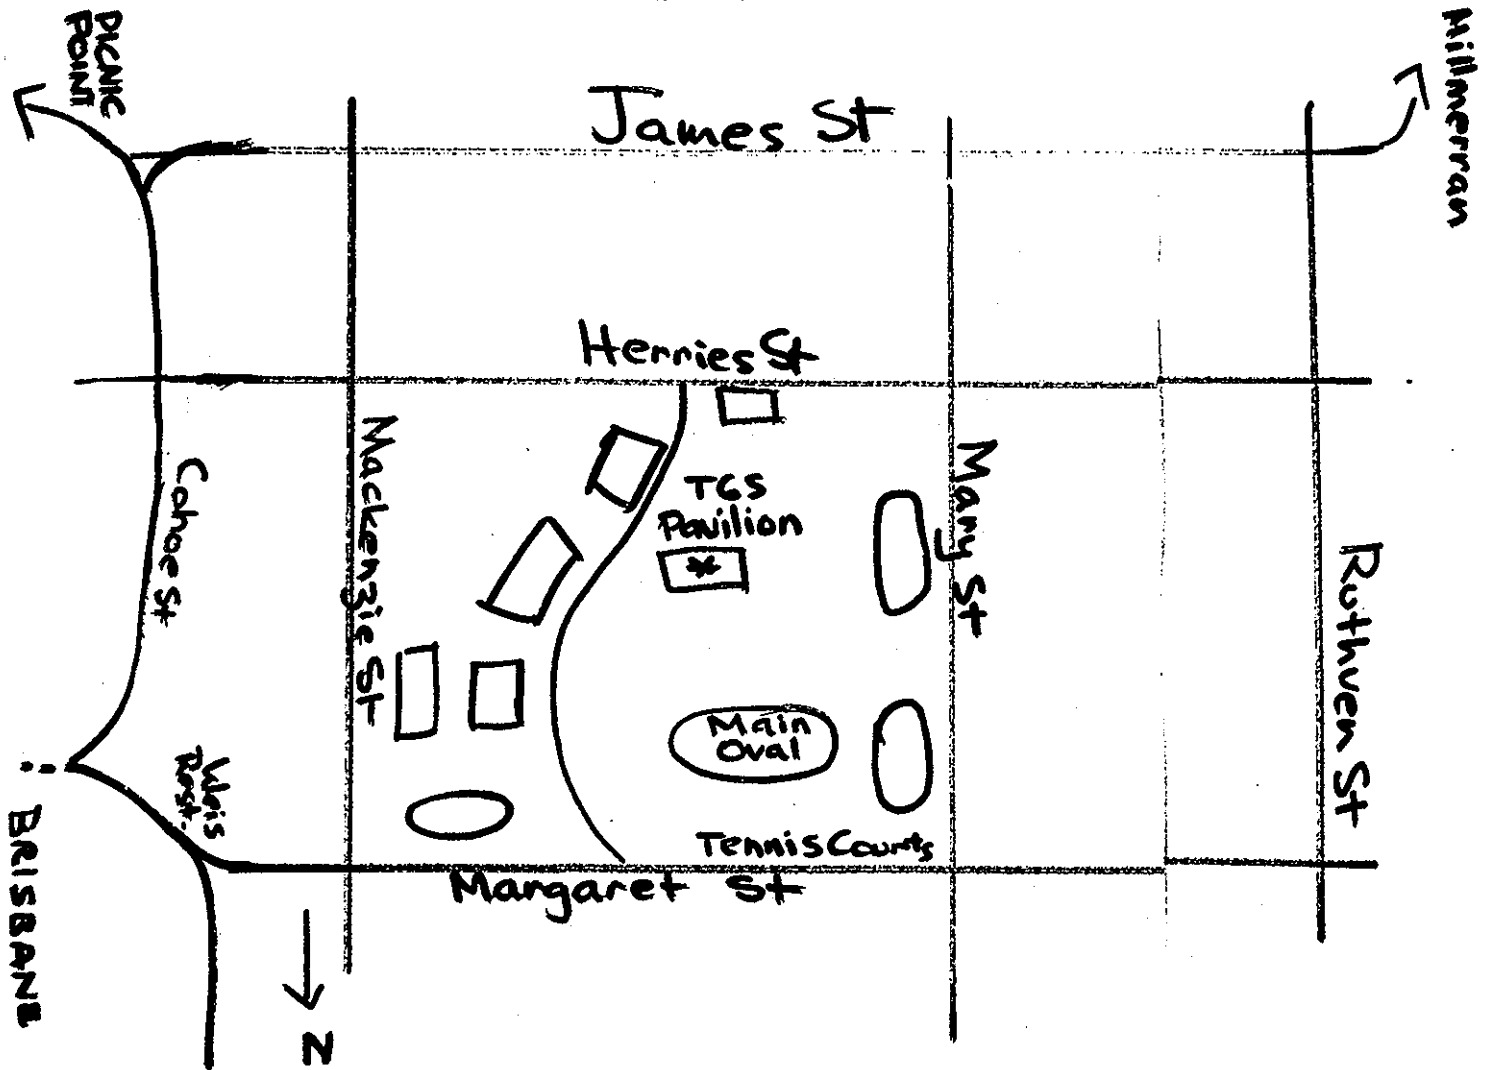 PICNIC
POINT
James St
Millmerran
Herries St
Mackenzie St
TGS
Pavilion
*
Mary St
Cohoe St
Ruthven St
Main
Oval
Weis
Rest.
Tennis Courts
Margaret St
BRISBANE
N